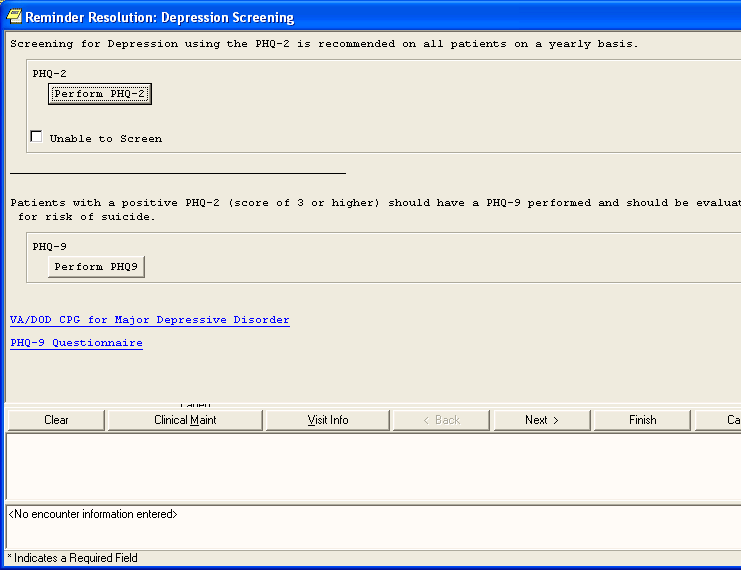 Reminder Resolution: Depression Screening
Screening for Depression using the PHQ-2 is recommended on all patients on a yearly basis.
PHQ-2
Perform PHQ-2
Unable to Screen
Patients with a positive PHQ-2 (score of 3 or higher) should have a PHQ-9 performed and should be evaluat
for risk of suicide.
PHQ-9
Perform PHQ9
VA/DOD CPG for Major Depressive Disorder
PHQ-9 Questionnaire
Clear
Clinical Maint
Visit Info
< Back
Next >
Finish
Ca
<No encounter information entered>
* Indicates a Required Field